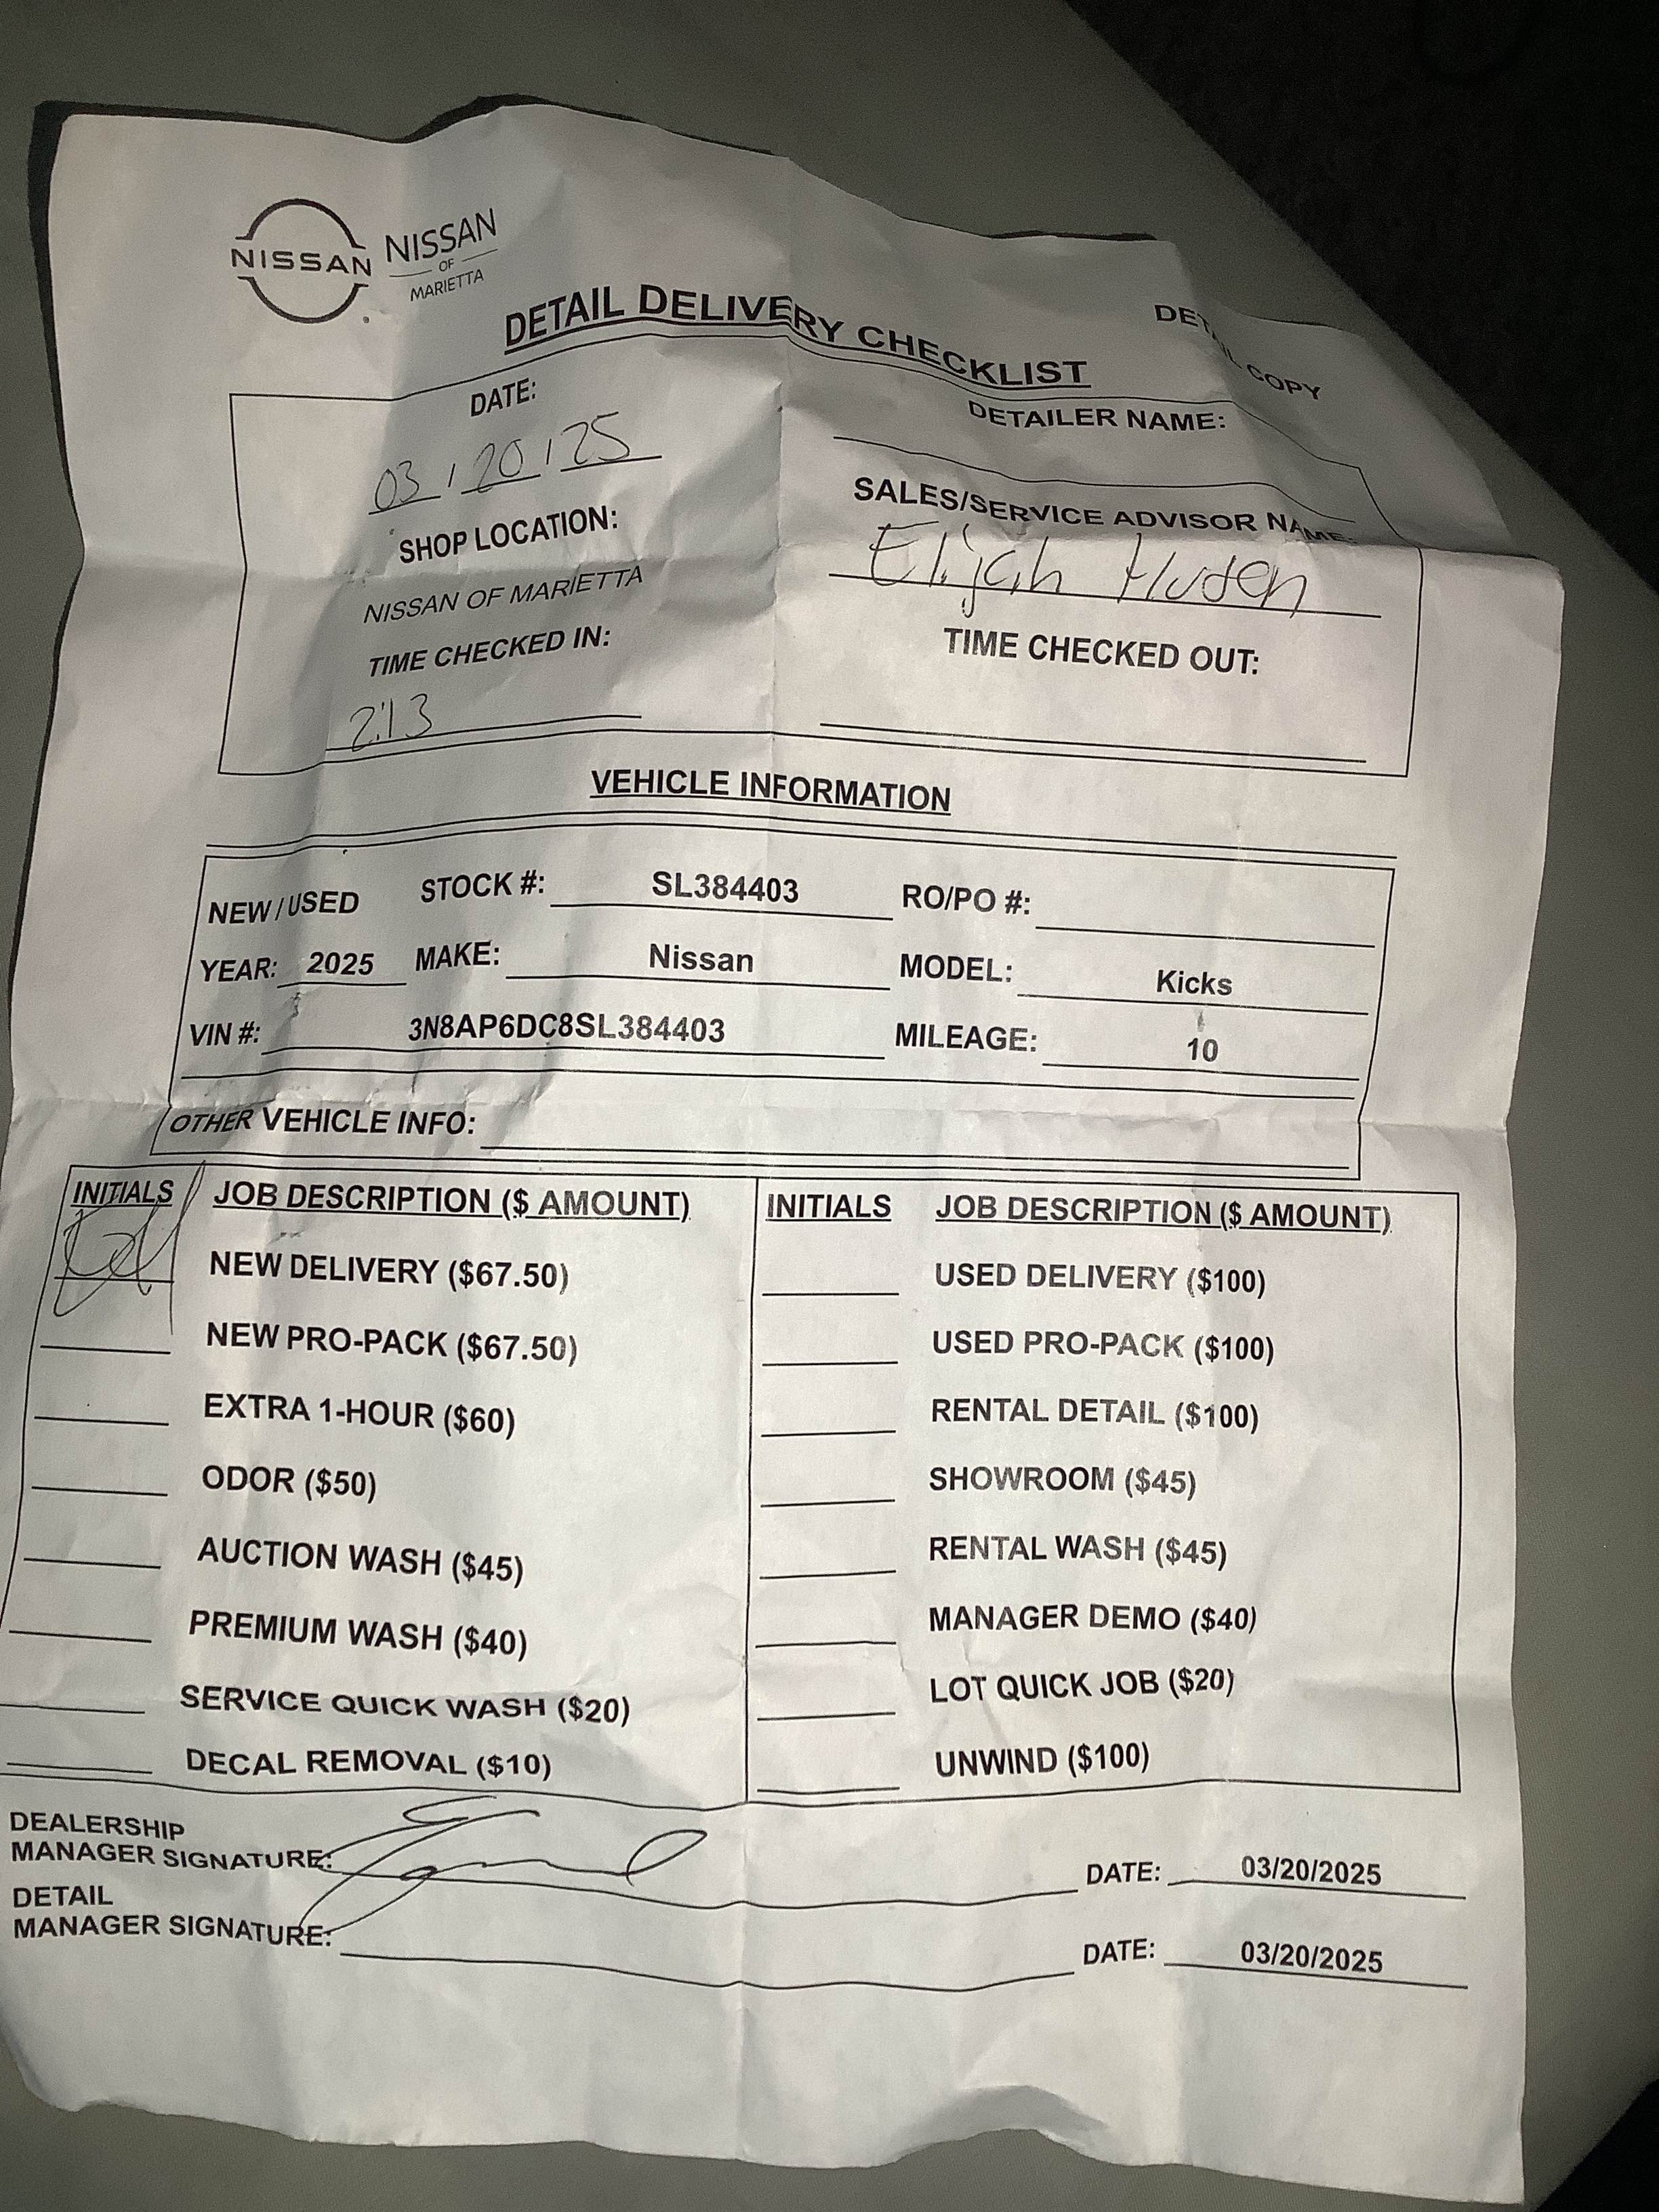 NISSAN NISSAN OF MARIETTA
DETAIL COPY
DETAIL DELIVERY CHECKLIST
DATE: DETAILER NAME:
03 / 20 / 25
SHOP LOCATION: SALES/SERVICE ADVISOR NAME:
NISSAN OF MARIETTA Elijah
TIME CHECKED IN: TIME CHECKED OUT:
2:13
VEHICLE INFORMATION
NEW / USED STOCK #: SL384403 RO/PO #:
YEAR: 2025 MAKE: Nissan MODEL: Kicks
VIN #: 3N8AP6DC8SL384403 MILEAGE: 10
OTHER VEHICLE INFO:
INITIALS JOB DESCRIPTION ($ AMOUNT) INITIALS JOB DESCRIPTION ($ AMOUNT)
NEW DELIVERY ($67.50) USED DELIVERY ($100)
NEW PRO-PACK ($67.50) USED PRO-PACK ($100)
EXTRA 1-HOUR ($60) RENTAL DETAIL ($100)
ODOR ($50) SHOWROOM ($45)
AUCTION WASH ($45) RENTAL WASH ($45)
PREMIUM WASH ($40) MANAGER DEMO ($40)
SERVICE QUICK WASH ($20) LOT QUICK JOB ($20)
DECAL REMOVAL ($10) UNWIND ($100)
DEALERSHIP
MANAGER SIGNATURE: DATE: 03/20/2025
DETAIL
MANAGER SIGNATURE: DATE: 03/20/2025